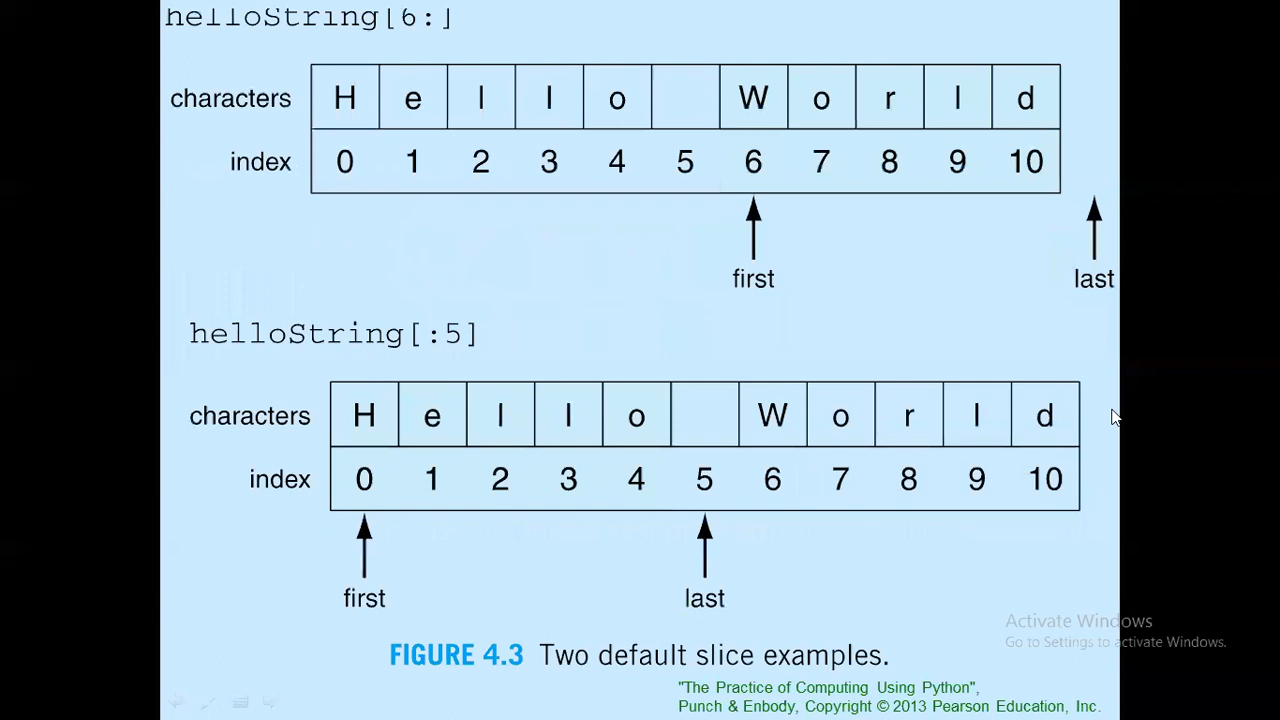 helloString[6:]
characters H e l l o W o r l d
index 0 1 2 3 4 5 6 7 8 9 10
first last
helloString[:5]
characters H e l l o W o r l d
index 0 1 2 3 4 5 6 7 8 9 10
first last
Activate Windows
Go to Settings to activate Windows.
FIGURE 4.3 Two default slice examples.
"The Practice of Computing Using Python",
Punch & Enbody, Copyright © 2013 Pearson Education, Inc.